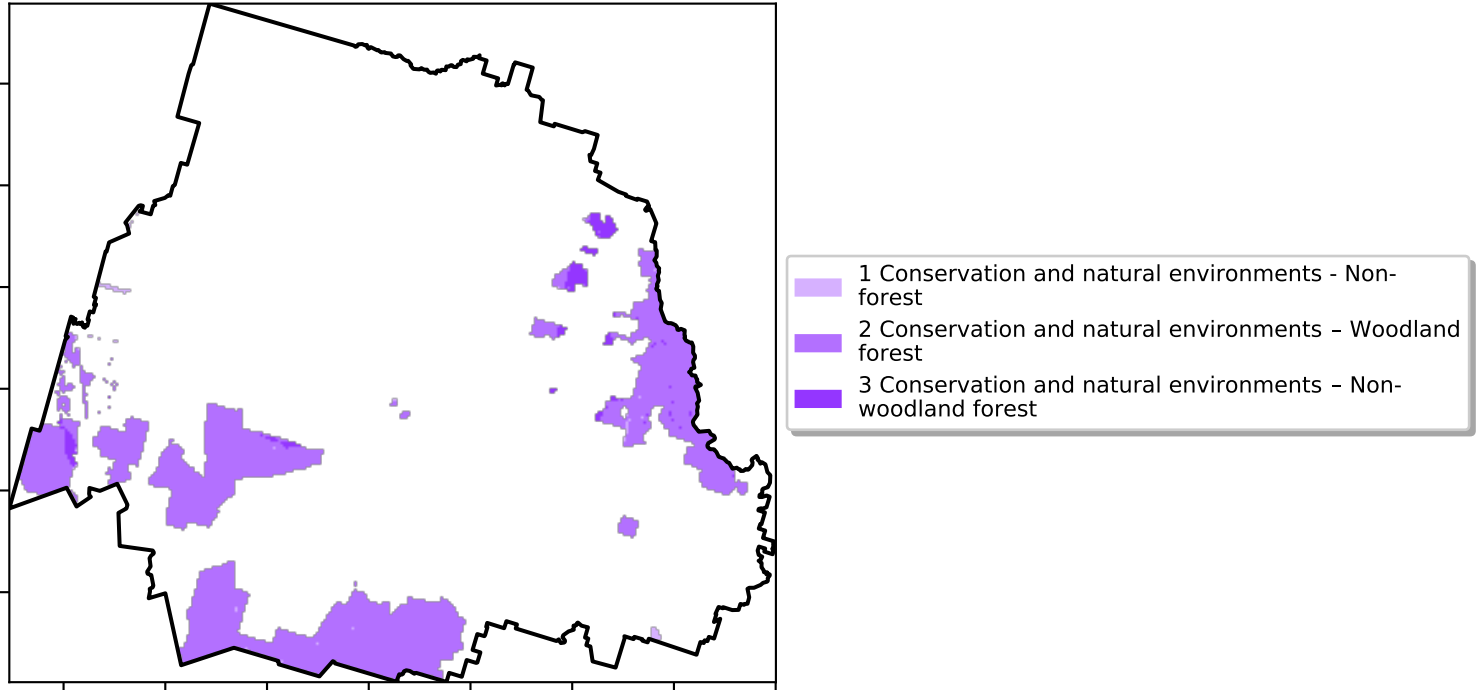 1 Conservation and natural environments - Non-
forest
2 Conservation and natural environments – Woodland
forest
3 Conservation and natural environments – Non-
woodland forest